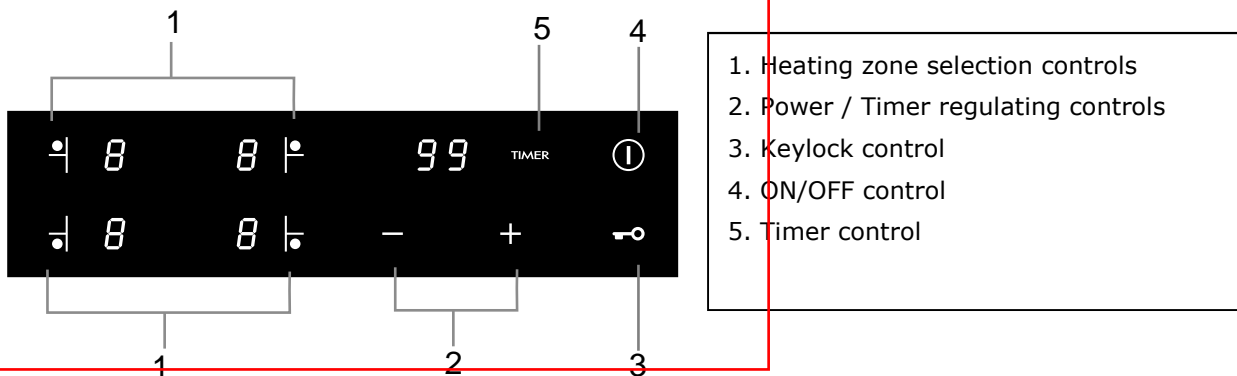 1
5
4
8 8 99 TIMER
8 8 − +
1
2
3
1. Heating zone selection controls
2. Power / Timer regulating controls
3. Keylock control
4. ON/OFF control
5. Timer control